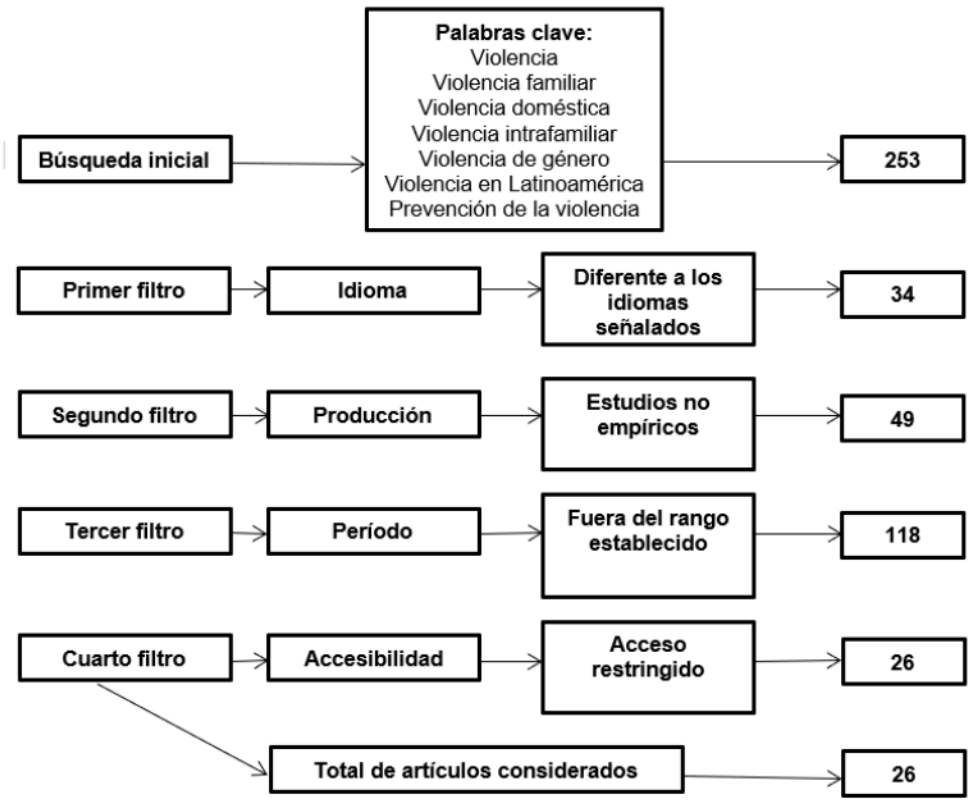 Palabras clave:
Violencia
Violencia familiar
Violencia doméstica
Violencia intrafamiliar
Violencia de género
Violencia en Latinoamérica
Prevención de la violencia
Búsqueda inicial
253
Primer filtro
Idioma
Diferente a los
idiomas
señalados
34
Segundo filtro
Producción
Estudios no
empíricos
49
Tercer filtro
Período
Fuera del rango
establecido
118
Cuarto filtro
Accesibilidad
Acceso
restringido
26
Total de artículos considerados
26